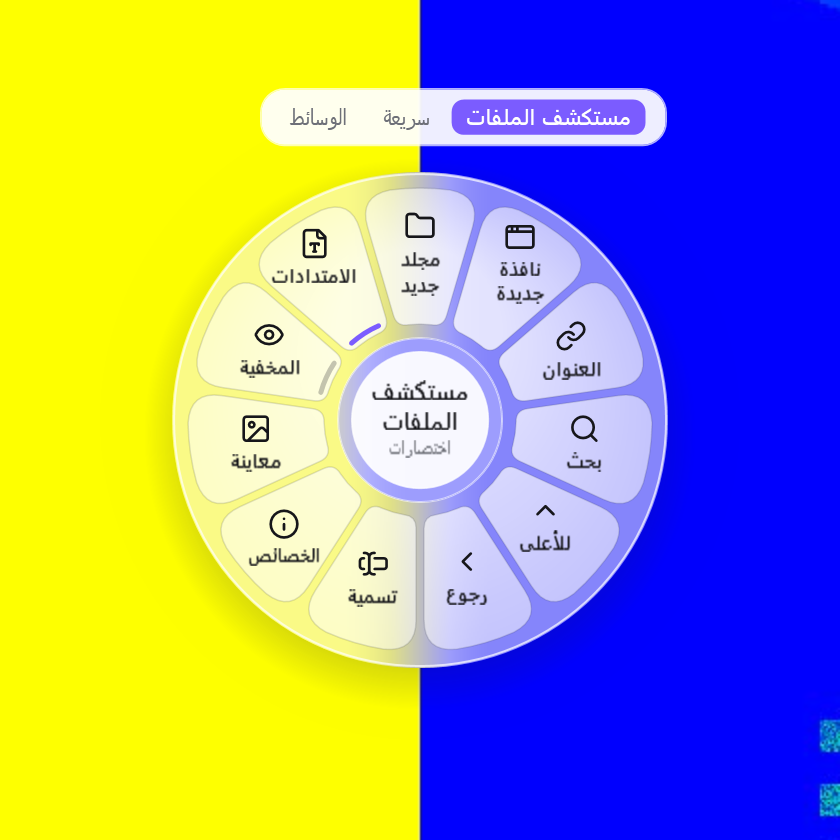 مستكشف الملفات
سريعة
الوسائط
مجلد
جديد
نافذة
جديدة
العنوان
بحث
للأعلى
رجوع
تسمية
الخصائص
معاينة
المخفية
الامتدادات
مستكشف
الملفات
اختصارات